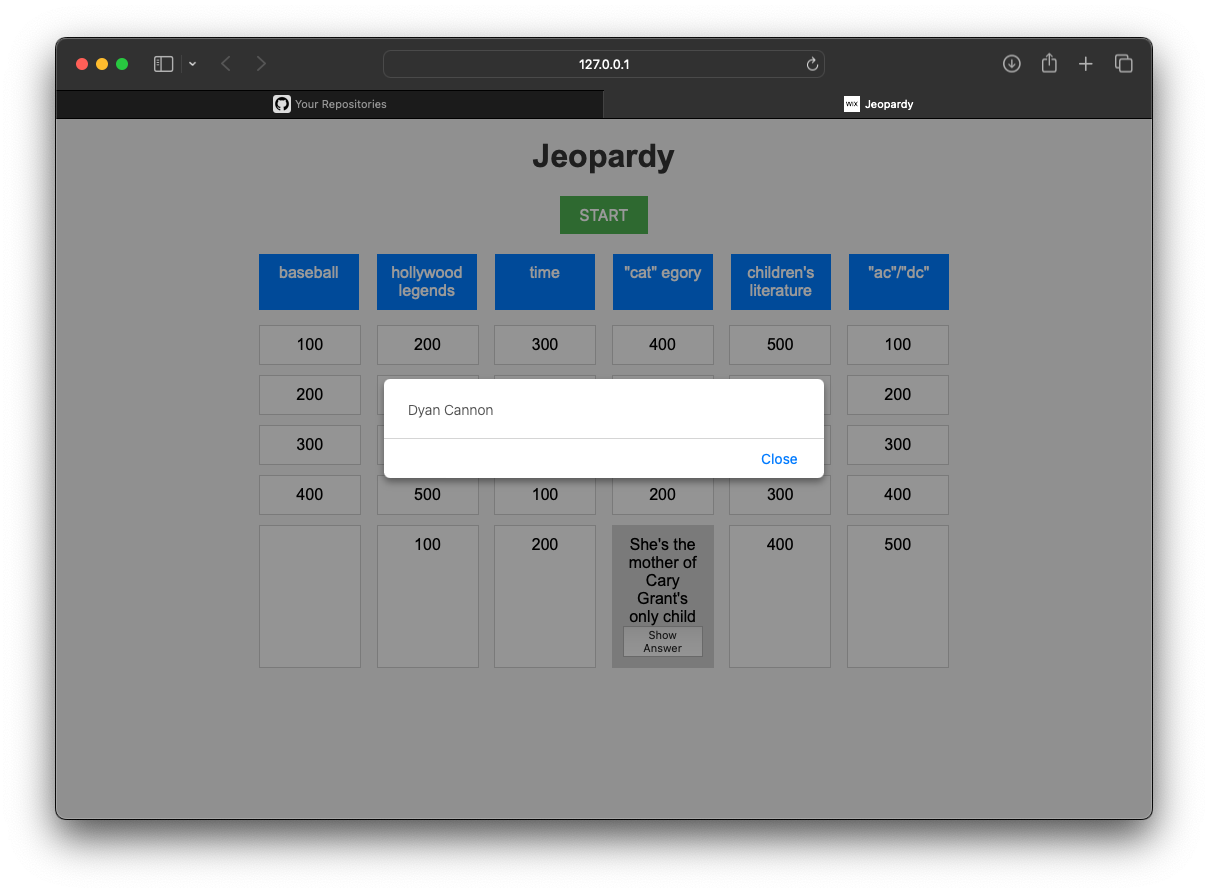 127.0.0.1
Your Repositories
WIX Jeopardy
Jeopardy
START
baseball
hollywood
legends
time
"cat" egory
children's
literature
"ac"/"dc"
100 200 300 400 500 100
200 200
300 300
Dyan Cannon
Close
400 500 100 200 300 400
100 200
She's the
mother of
Cary
Grant's
only child
Show
Answer
400 500